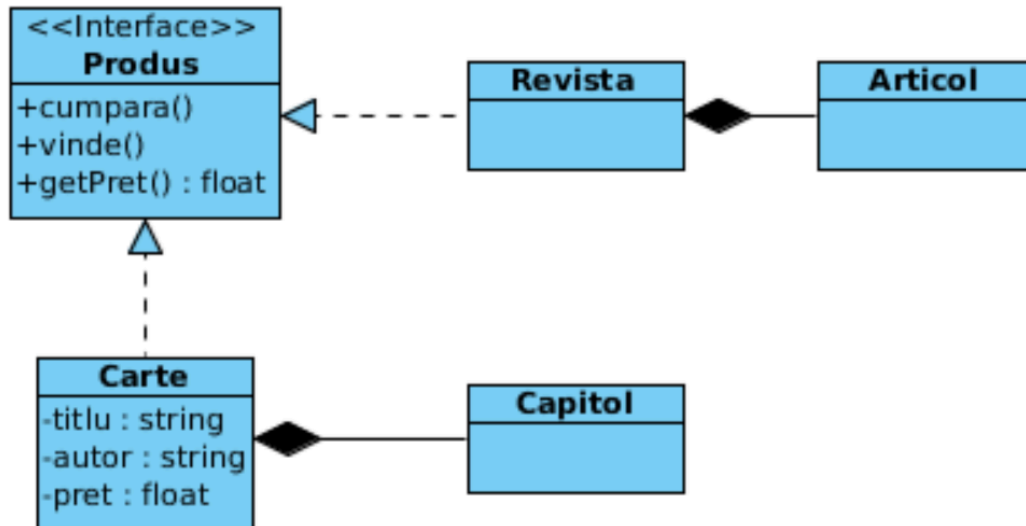 <<Interface>>
Produs
+cumpara()
+vinde()
+getPret() : float
Revista
Articol
Carte
-titlu : string
-autor : string
-pret : float
Capitol